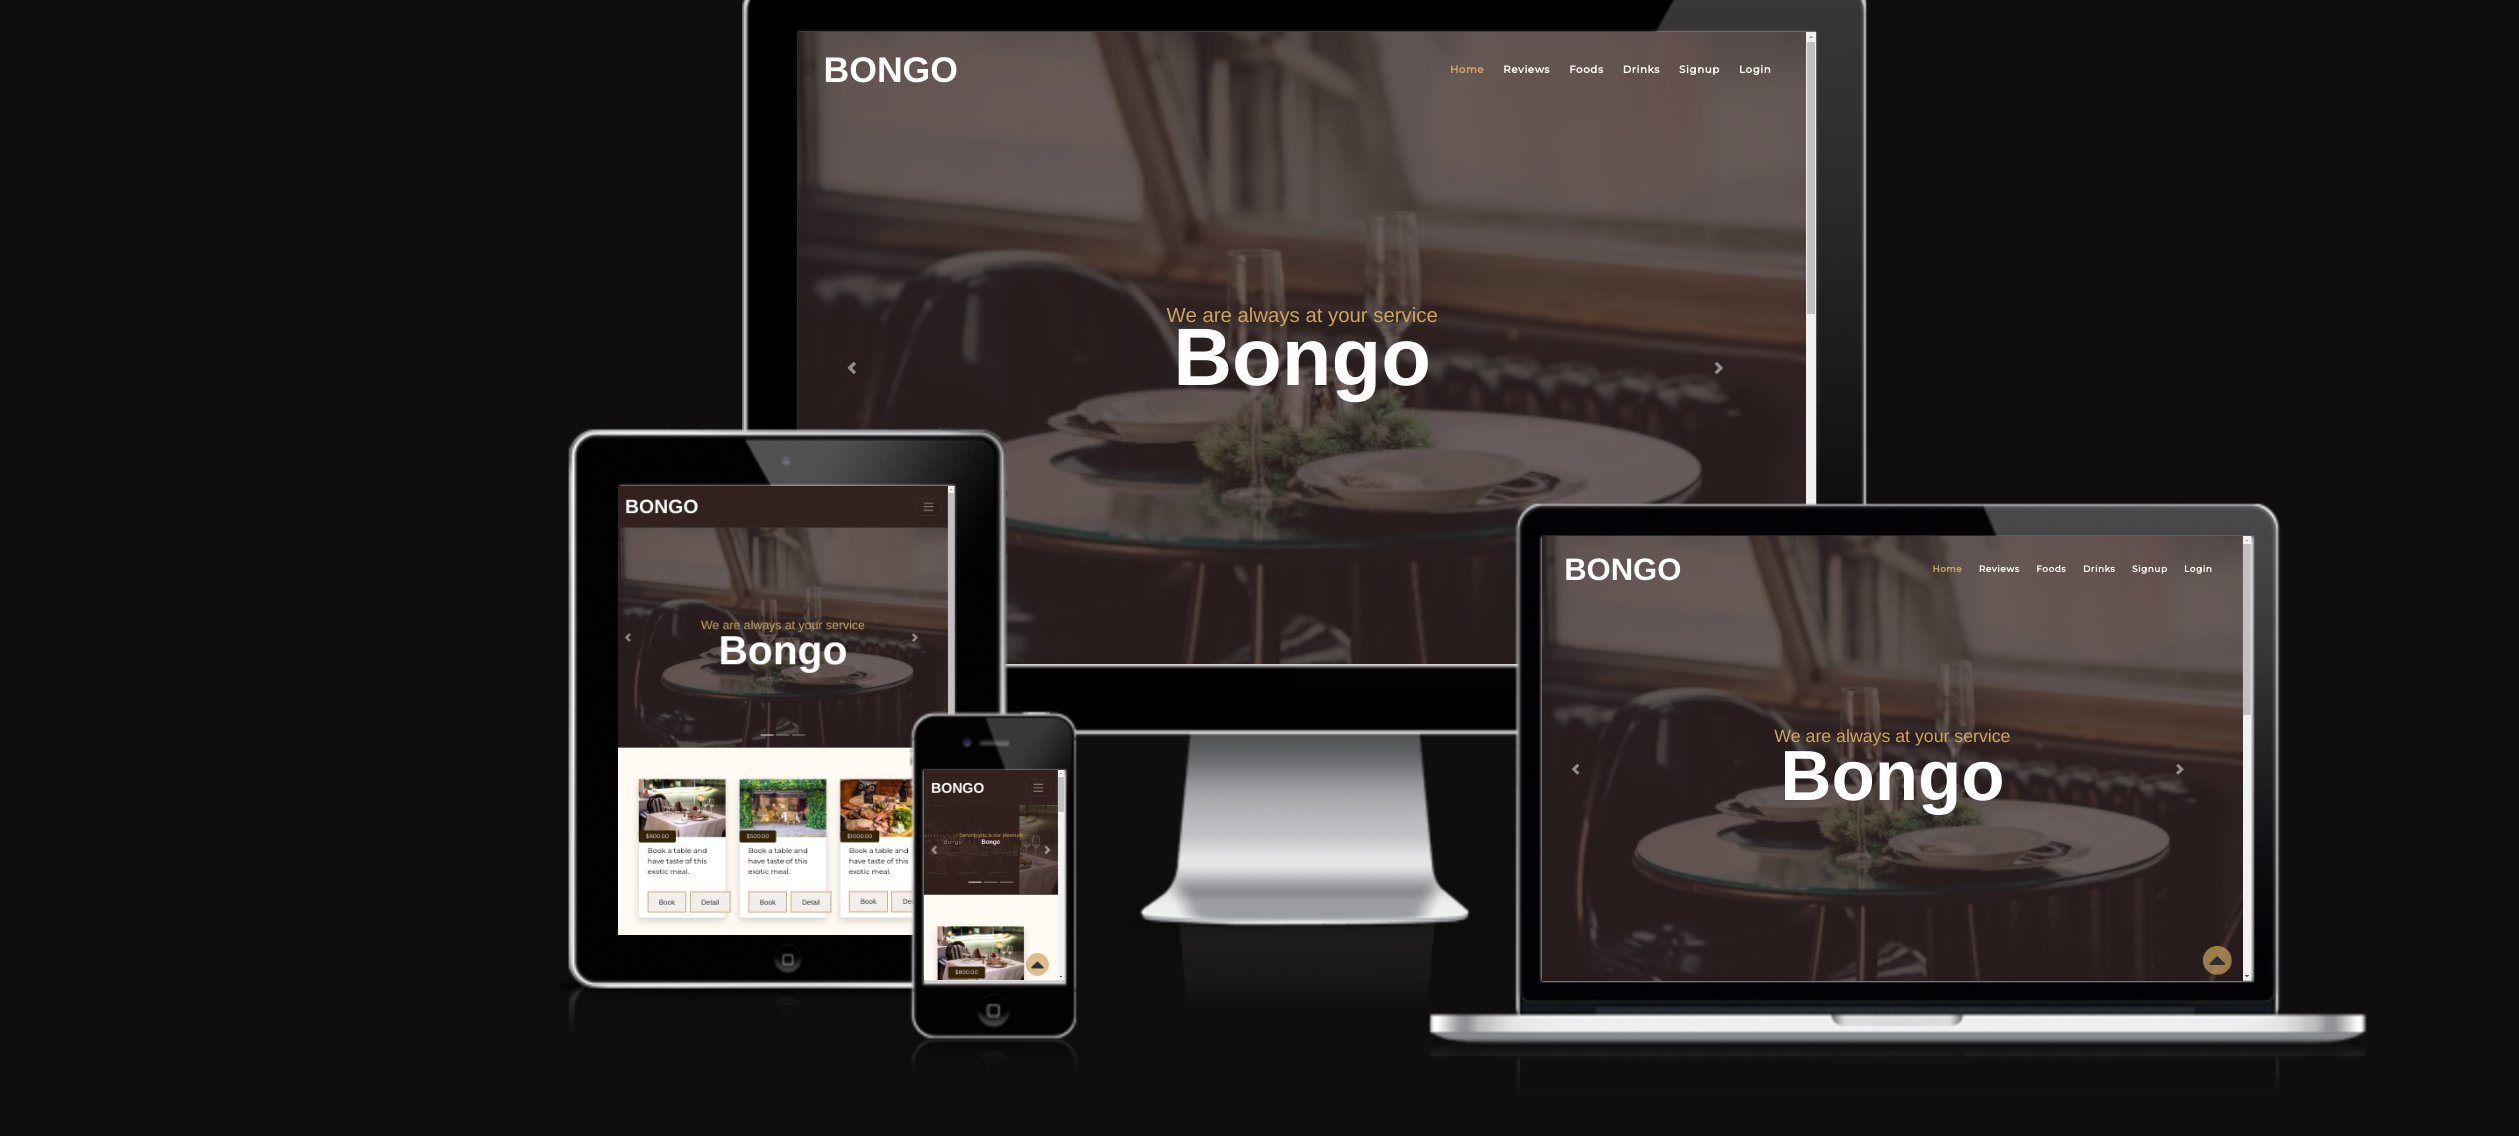 BONGO
Home Reviews Foods Drinks Signup Login
We are always at your service
Bongo
BONGO
We are always at your service
Bongo
$800.00 $500.00 $1000.00
Book a table and Book a table and Book a table and
have taste of this have taste of this have taste of this
exotic meal. exotic meal. exotic meal.
Book Detail Book Detail Book De
BONGO
Serving you is our pleasure
Bongo Bongo
$800.00
BONGO
Home Reviews Foods Drinks Signup Login
We are always at your service
Bongo